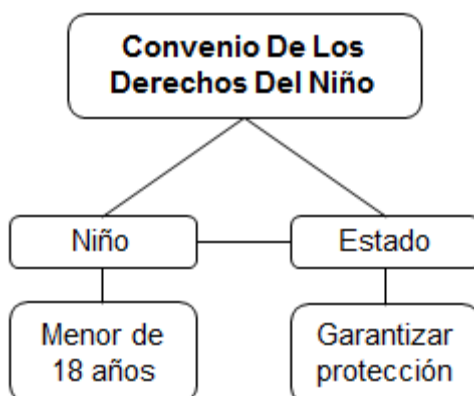 Convenio De Los
Derechos Del Niño
Niño
Estado
Menor de
18 años
Garantizar
protección